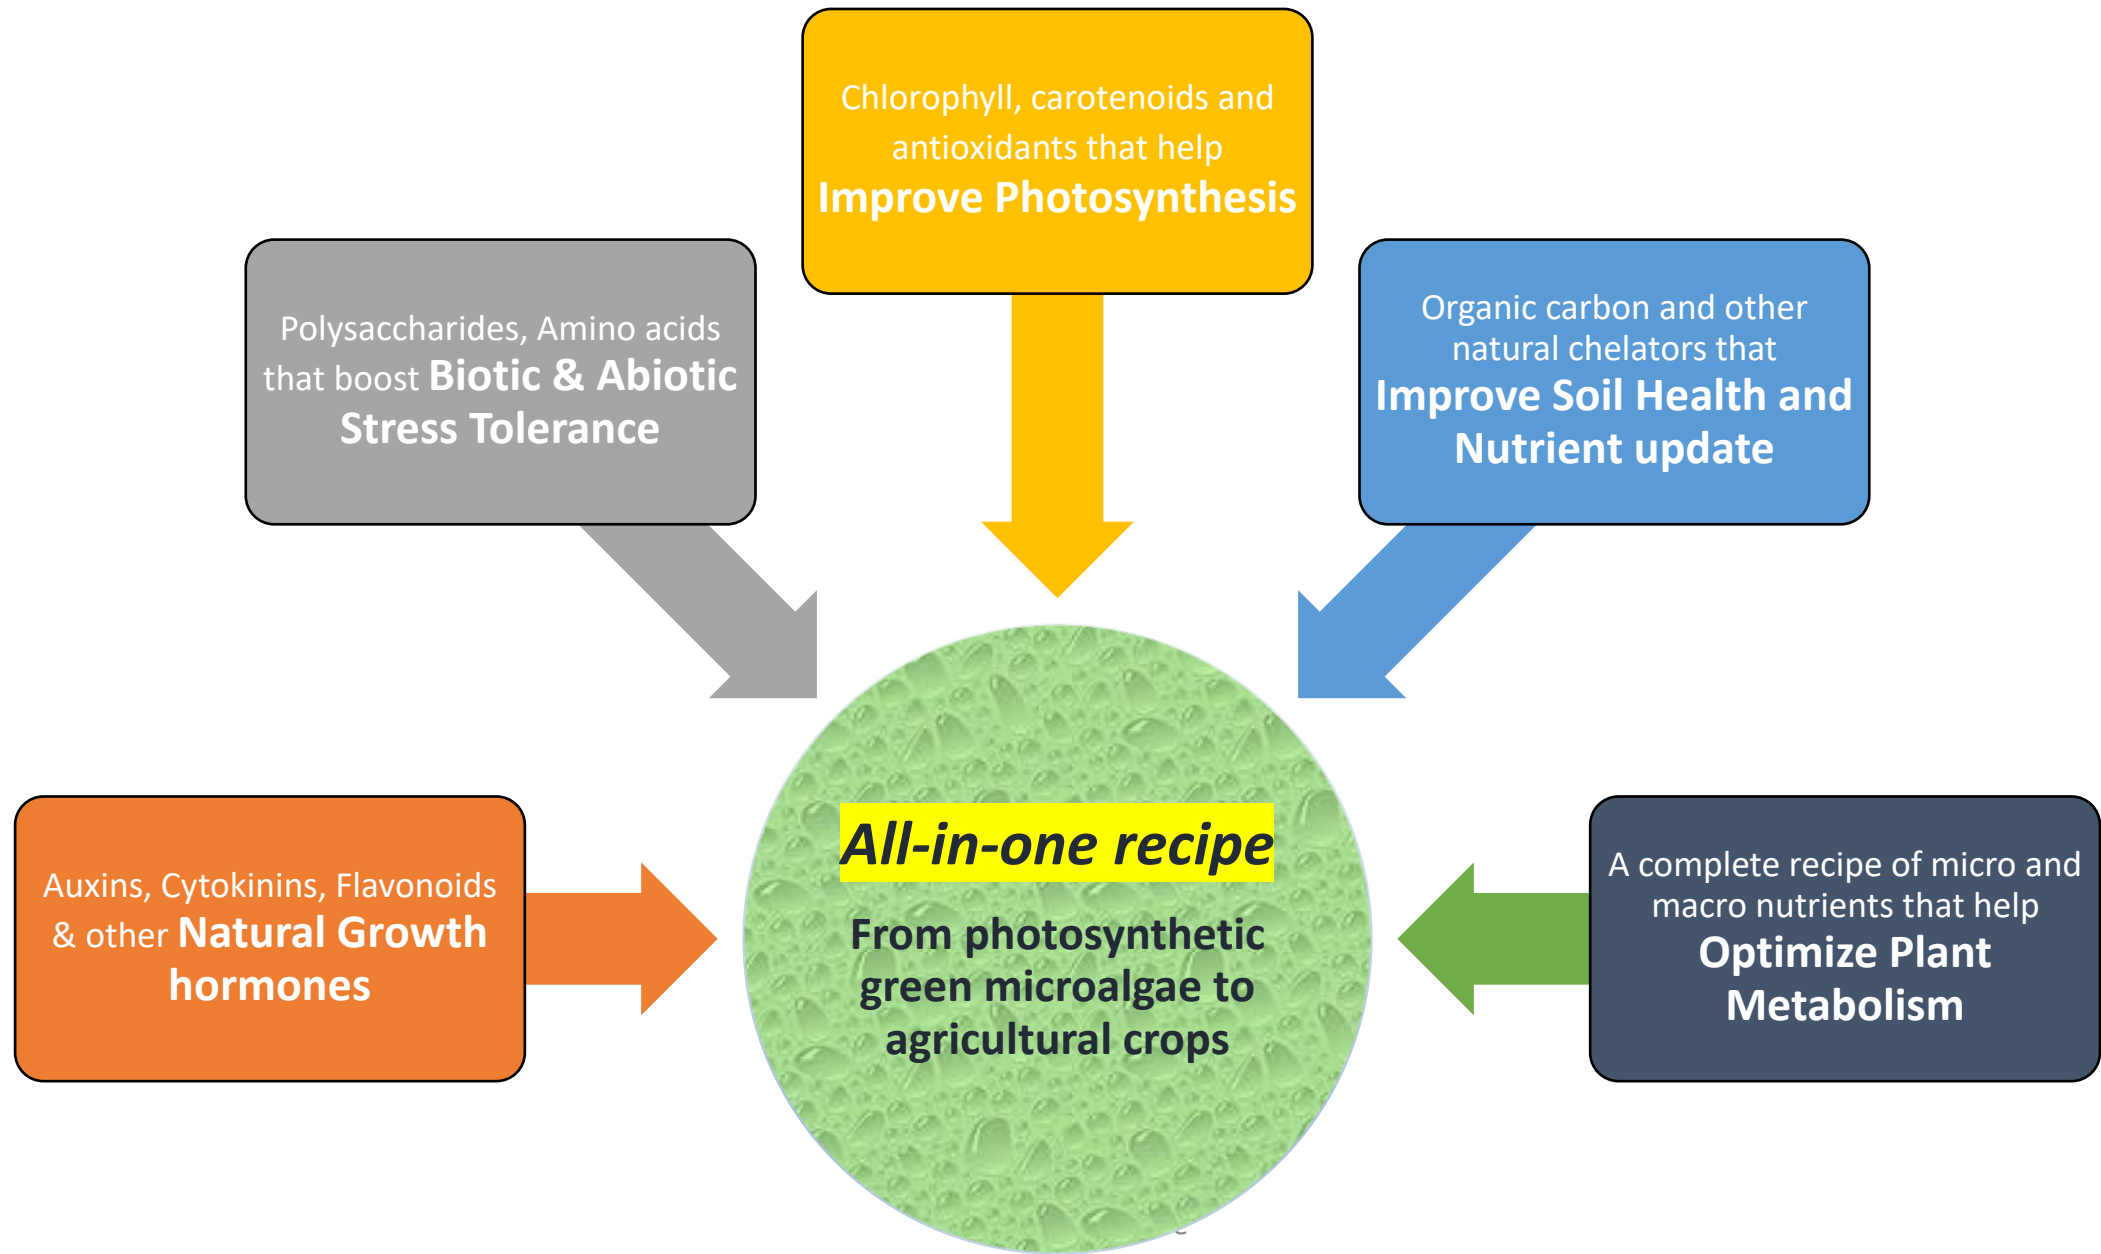 Chlorophyll, carotenoids and
antioxidants that help
Improve Photosynthesis
Polysaccharides, Amino acids
that boost Biotic & Abiotic
Stress Tolerance
Organic carbon and other
natural chelators that
Improve Soil Health and
Nutrient update
Auxins, Cytokinins, Flavonoids
& other Natural Growth
hormones
All-in-one recipe
From photosynthetic
green microalgae to
agricultural crops
A complete recipe of micro and
macro nutrients that help
Optimize Plant
Metabolism